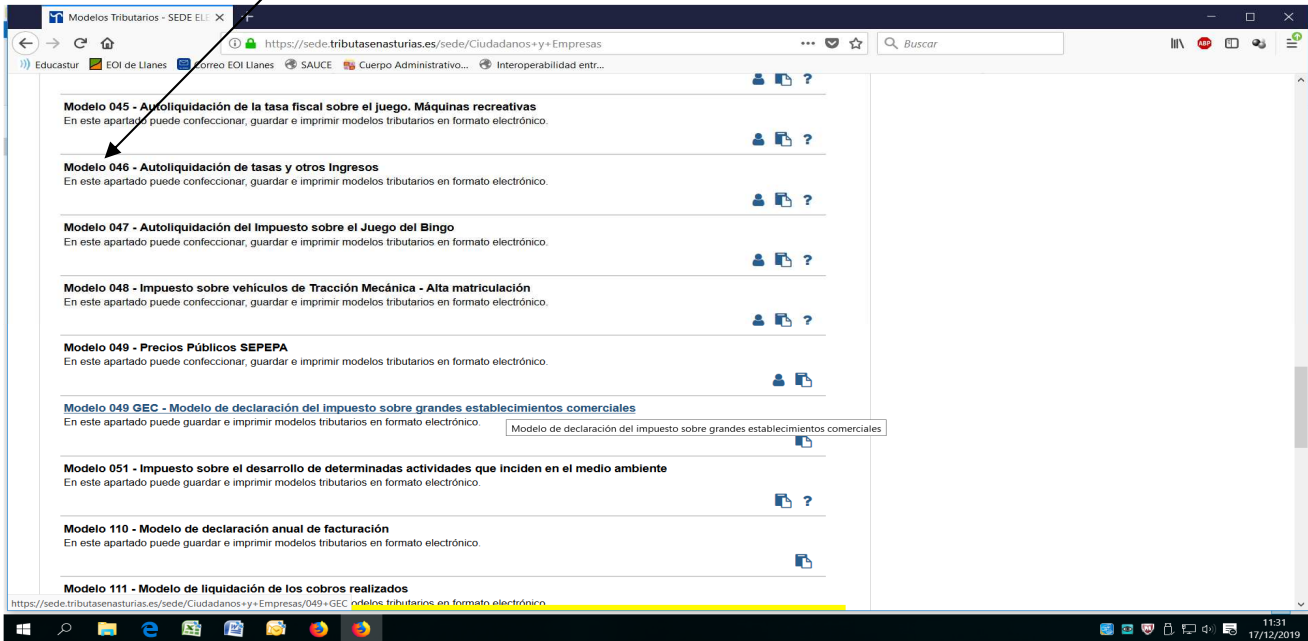 Modelos Tributarios - SEDE ELE
https://sede.tributasenasturias.es/sede/Ciudadanos+y+Empresas
Buscar
Educastur EOI de Llanes Correo EOI Llanes SAUCE Cuerpo Administrativo... Interoperabilidad entr...
Modelo 045 - Autoliquidación de la tasa fiscal sobre el juego. Máquinas recreativas
En este apartado puede confeccionar, guardar e imprimir modelos tributarios en formato electrónico.
Modelo 046 - Autoliquidación de tasas y otros Ingresos
En este apartado puede confeccionar, guardar e imprimir modelos tributarios en formato electrónico.
Modelo 047 - Autoliquidación del Impuesto sobre el Juego del Bingo
En este apartado puede confeccionar, guardar e imprimir modelos tributarios en formato electrónico.
Modelo 048 - Impuesto sobre vehículos de Tracción Mecánica - Alta matriculación
En este apartado puede confeccionar, guardar e imprimir modelos tributarios en formato electrónico.
Modelo 049 - Precios Públicos SEPEPA
En este apartado puede confeccionar, guardar e imprimir modelos tributarios en formato electrónico.
Modelo 049 GEC - Modelo de declaración del impuesto sobre grandes establecimientos comerciales
En este apartado puede guardar e imprimir modelos tributarios en formato electrónico.
Modelo de declaración del impuesto sobre grandes establecimientos comerciales
Modelo 051 - Impuesto sobre el desarrollo de determinadas actividades que inciden en el medio ambiente
En este apartado puede guardar e imprimir modelos tributarios en formato electrónico.
Modelo 110 - Modelo de declaración anual de facturación
En este apartado puede guardar e imprimir modelos tributarios en formato electrónico.
Modelo 111 - Modelo de liquidación de los cobros realizados
https://sede.tributasenasturias.es/sede/Ciudadanos+y+Empresas/049+GEC odelos tributarios en formato electrónico
11:31
17/12/2019